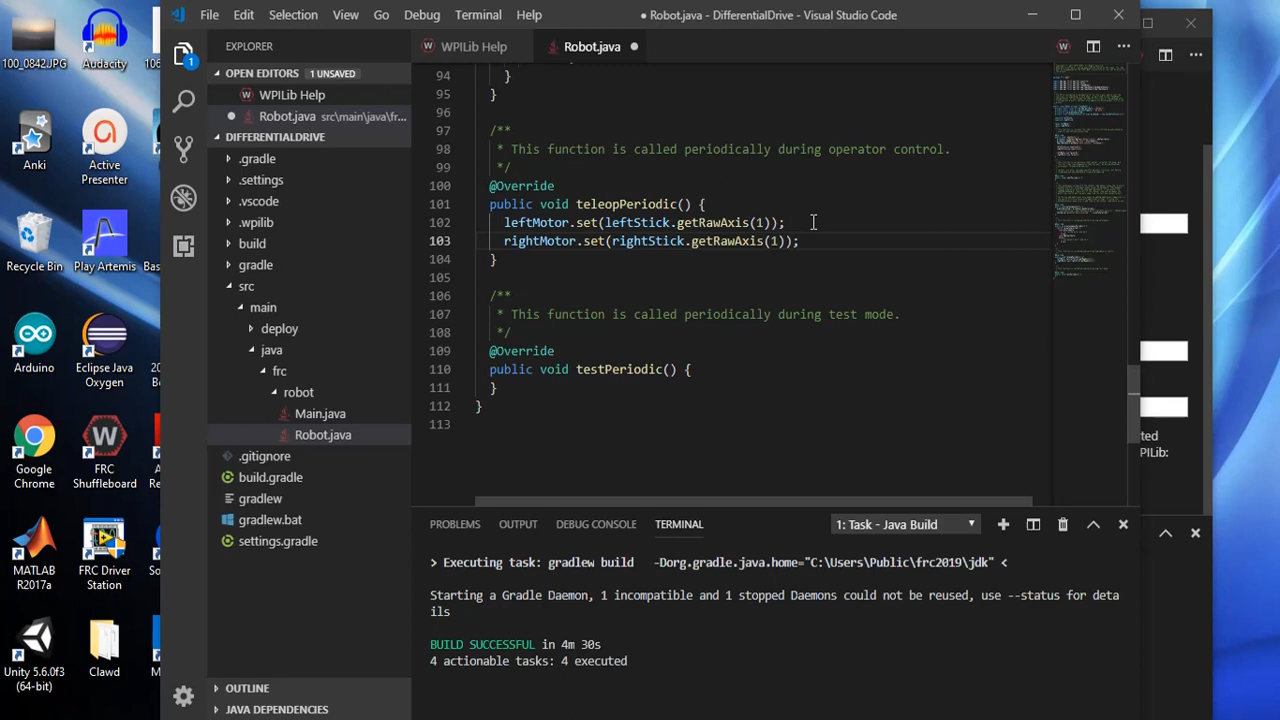 File Edit Selection View Go Debug Terminal Help
● Robot.java - DifferentialDrive - Visual Studio Code
EXPLORER
WPILib Help
Robot.java
OPEN EDITORS 1 UNSAVED
WPILib Help
Robot.java src\main\java\fr...
DIFFERENTIALDRIVE
.gradle
.settings
.vscode
.wpilib
build
gradle
src
main
deploy
java
frc
robot
Main.java
Robot.java
.gitignore
build.gradle
gradlew
gradlew.bat
settings.gradle
OUTLINE
JAVA DEPENDENCIES
1
94 }
95 }
96
97 /**
98 * This function is called periodically during operator control.
99 */
100 @Override
101 public void teleopPeriodic() {
102 leftMotor.set(leftStick.getRawAxis(1));
103 rightMotor.set(rightStick.getRawAxis(1));
104 }
105
106 /**
107 * This function is called periodically during test mode.
108 */
109 @Override
110 public void testPeriodic() {
111 }
112 }
113
PROBLEMS OUTPUT DEBUG CONSOLE TERMINAL
1: Task - Java Build
> Executing task: gradlew build -Dorg.gradle.java.home="C:\Users\Public\frc2019\jdk" <
Starting a Gradle Daemon, 1 incompatible and 1 stopped Daemons could not be reused, use --status for deta
ils
BUILD SUCCESSFUL in 4m 30s
4 actionable tasks: 4 executed
100_0842.JPG
Audacity
Anki
Active
Presenter
Recycle Bin
Play Artemis
Arduino
Eclipse Java
Oxygen
Google
Chrome
FRC
Shuffleboard
MATLAB
R2017a
FRC Driver
Station
Unity 5.6.0f3
(64-bit)
Clawd
ted
PILib: